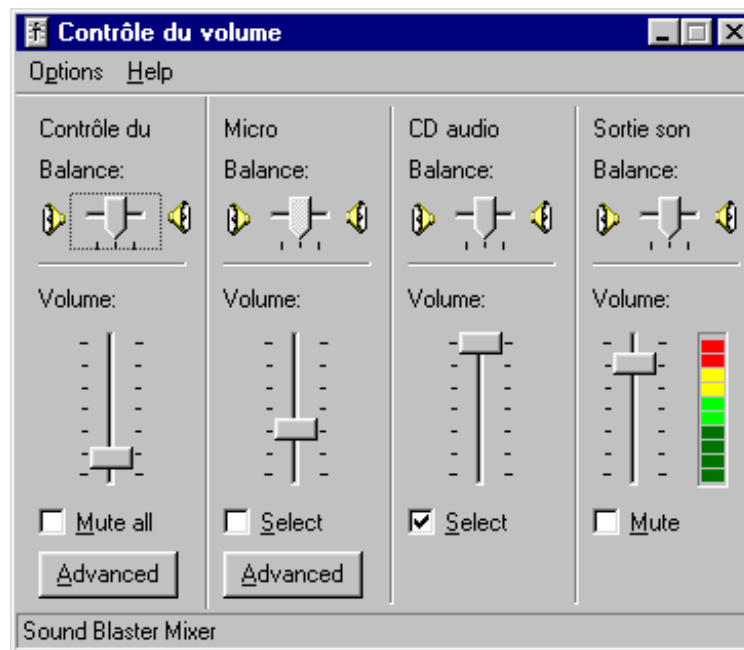 Contrôle du volume
Options Help
Contrôle du
Balance:
Volume:
Mute all
Advanced
Micro
Balance:
Volume:
Select
Advanced
CD audio
Balance:
Volume:
Select
Sortie son
Balance:
Volume:
Mute
Sound Blaster Mixer